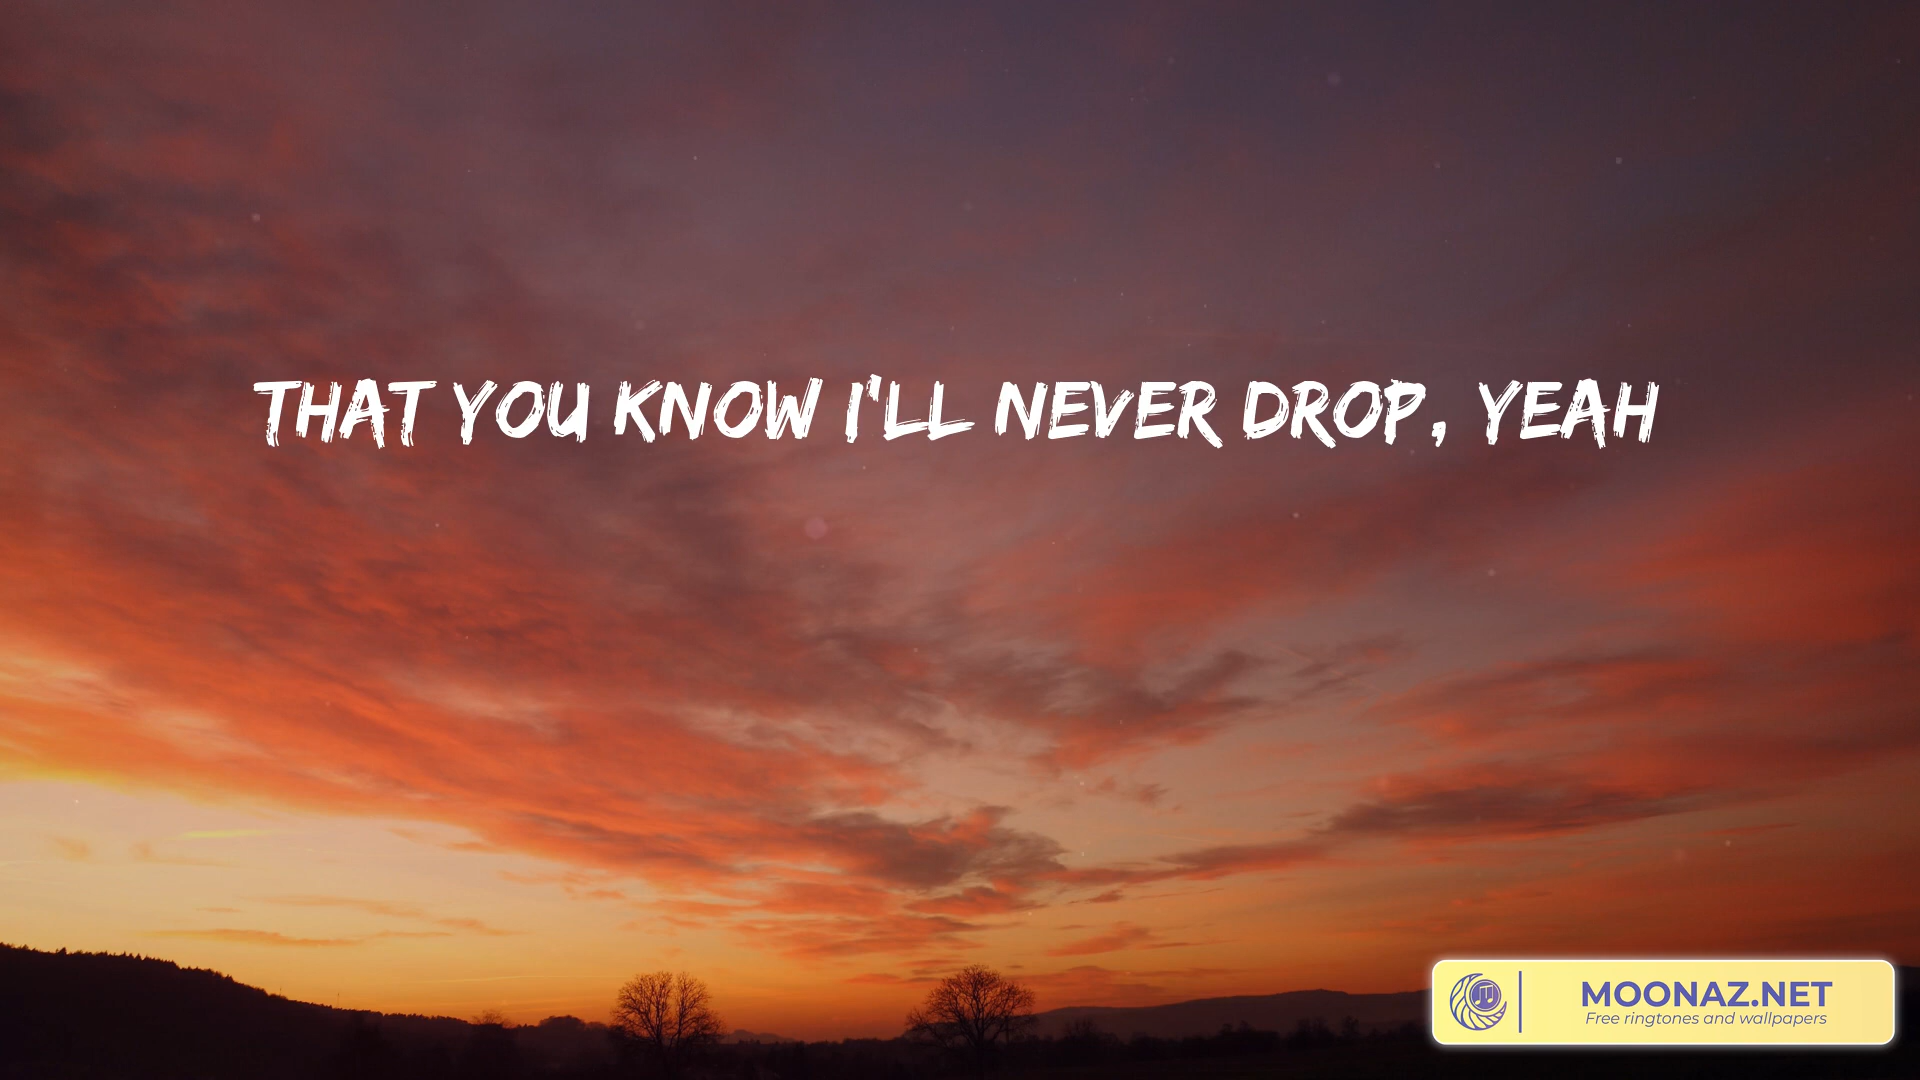 THAT YOU KNOW I'LL NEVER DROP, YEAH
MOONAZ.NET
Free ringtones and wallpapers